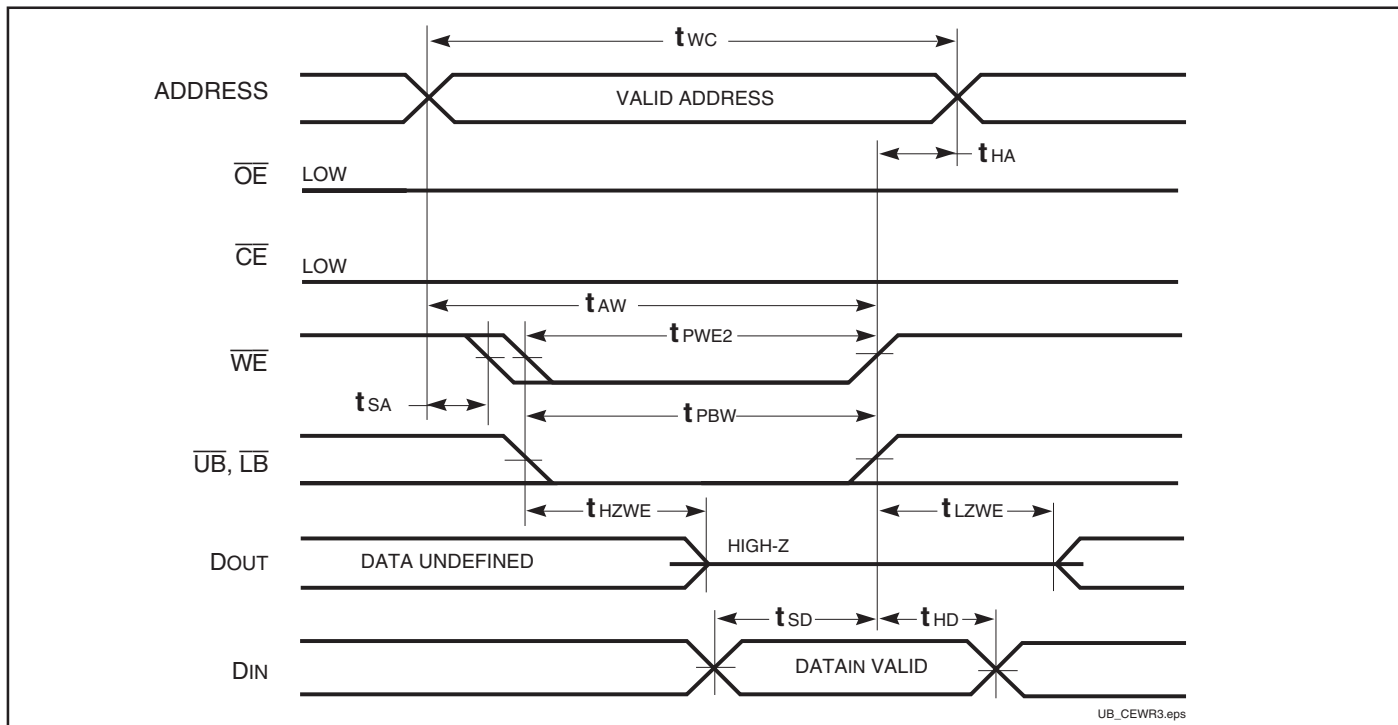 tWC
ADDRESS
VALID ADDRESS
tHA
OE
LOW
CE
LOW
tAW
WE
tPWE2
tSA
tPBW
UB, LB
tHZWE
tLZWE
DOUT
DATA UNDEFINED
HIGH-Z
tSD
tHD
DIN
DATAIN VALID
UB_CEWR3.eps